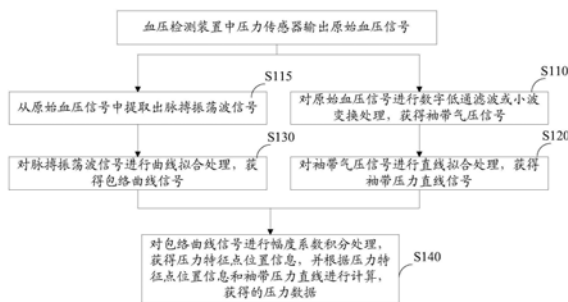 血压检测装置中压力传感器输出原始血压信号
S115
从原始血压信号中提取出脉搏振荡波信号
S110
对原始血压信号进行数字低通滤波或小波
变换处理，获得袖带气压信号
S130
对脉搏振荡波信号进行曲线拟合处理，获
得包络曲线信号
S120
对袖带气压信号进行直线拟合处理，获得
袖带压力直线信号
对包络曲线信号进行幅度系数积分处理，
获得压力特征点位置信息，并根据压力特
征点位置信息和袖带压力直线进行计算，
获得的压力数据
S140